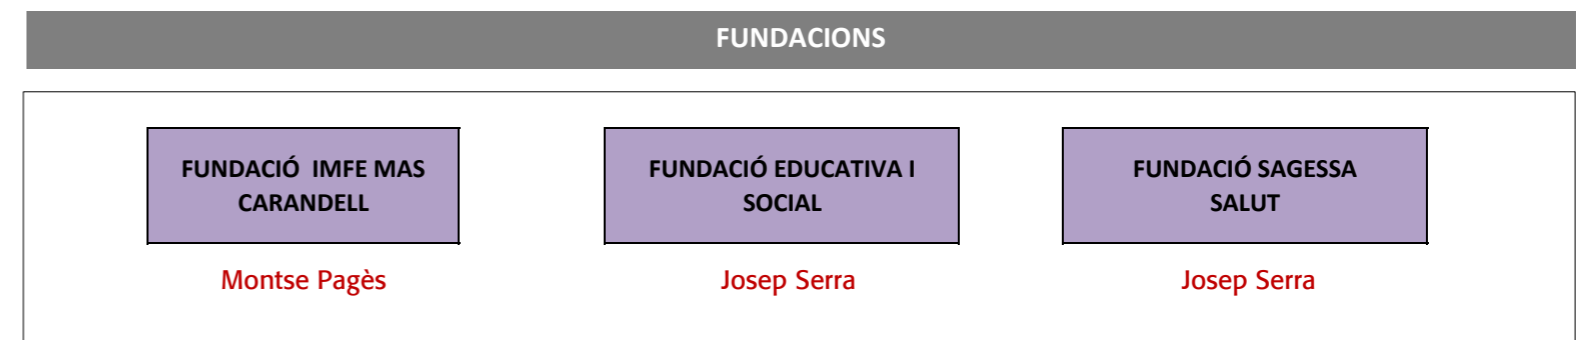 FUNDACIONS
FUNDACIÓ IMFE MAS
CARANDELL
Montse Pagès
FUNDACIÓ EDUCATIVA I
SOCIAL
Josep Serra
FUNDACIÓ SAGESSA
SALUT
Josep Serra